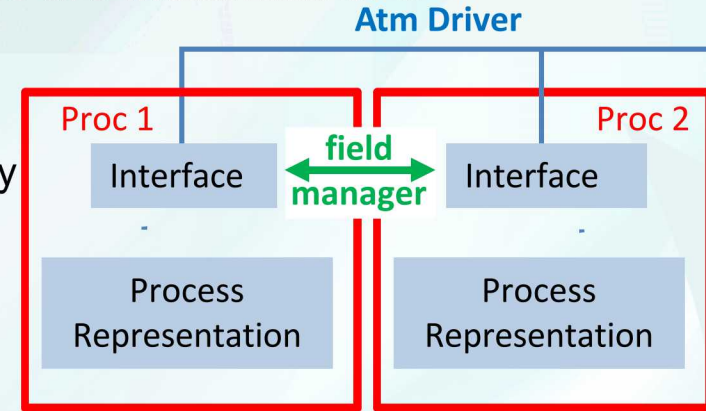 Atm Driver
Proc 1
Proc 2
y
Interface
field
manager
Interface
Process
Representation
Process
Representation